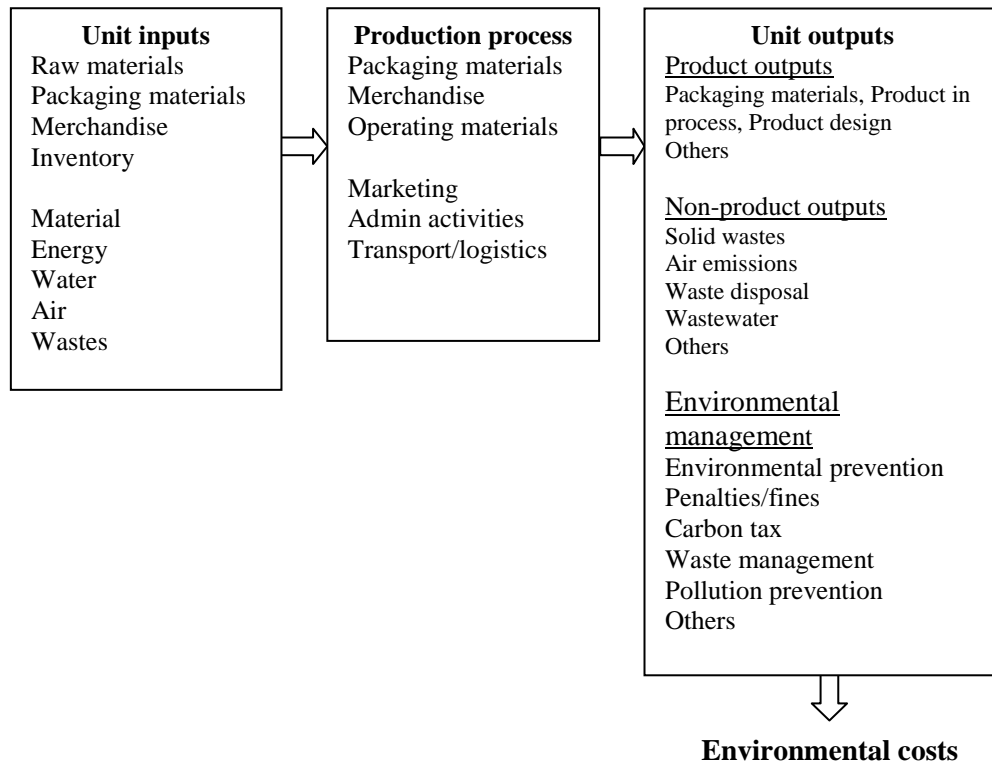 Unit inputs
Raw materials
Packaging materials
Merchandise
Inventory
Material
Energy
Water
Air
Wastes
Production process
Packaging materials
Merchandise
Operating materials
Marketing
Admin activities
Transport/logistics
Unit outputs
Product outputs
Packaging materials, Product in
process, Product design
Others
Non-product outputs
Solid wastes
Air emissions
Waste disposal
Wastewater
Others
Environmental
management
Environmental prevention
Penalties/fines
Carbon tax
Waste management
Pollution prevention
Others
Environmental costs